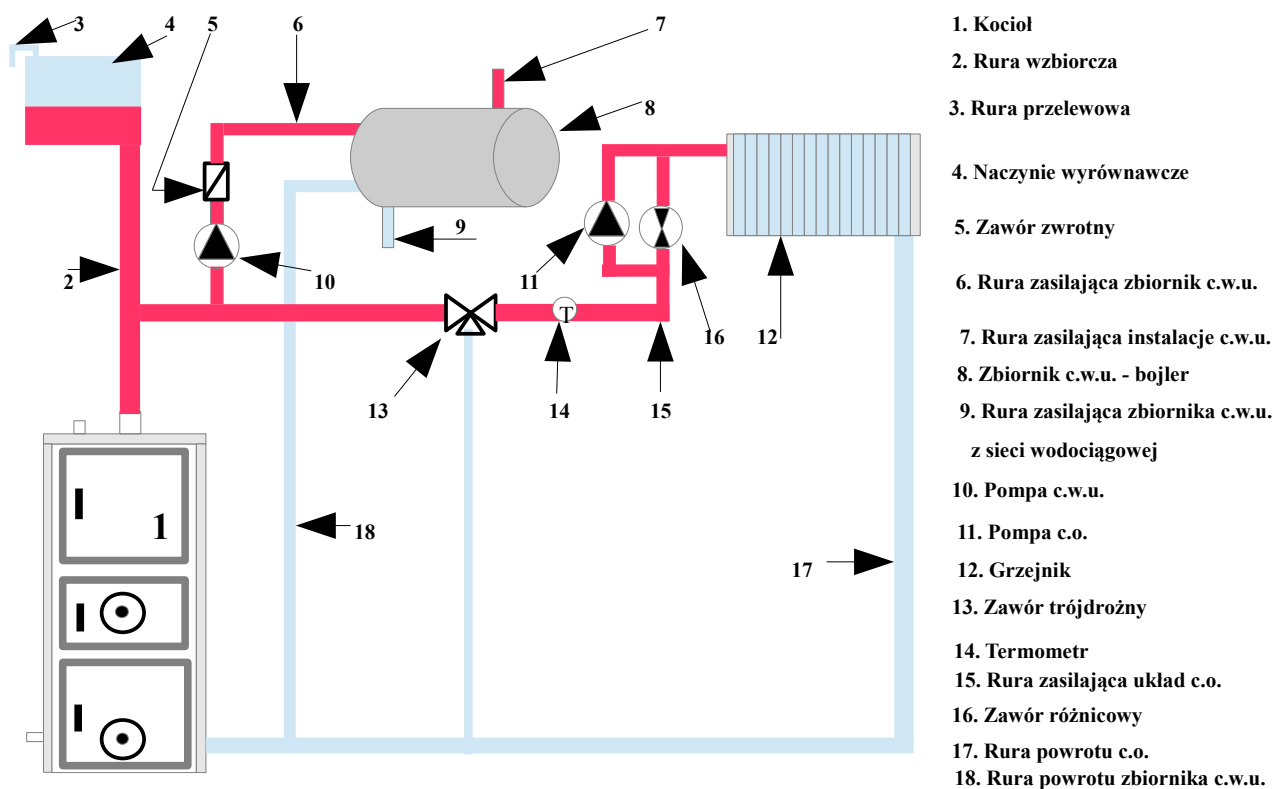 3
4
5
6
7
8
9
2
10
11
16
12
T
13
14
15
1
18
17
1. Kocioł
2. Rura wzbiorcza
3. Rura przelewowa
4. Naczynie wyrównawcze
5. Zawór zwrotny
6. Rura zasilająca zbiornik c.w.u.
7. Rura zasilająca instalacje c.w.u.
8. Zbiornik c.w.u. - bojler
9. Rura zasilająca zbiornika c.w.u.
z sieci wodociągowej
10. Pompa c.w.u.
11. Pompa c.o.
12. Grzejnik
13. Zawór trójdrożny
14. Termometr
15. Rura zasilająca układ c.o.
16. Zawór różnicowy
17. Rura powrotu c.o.
18. Rura powrotu zbiornika c.w.u.